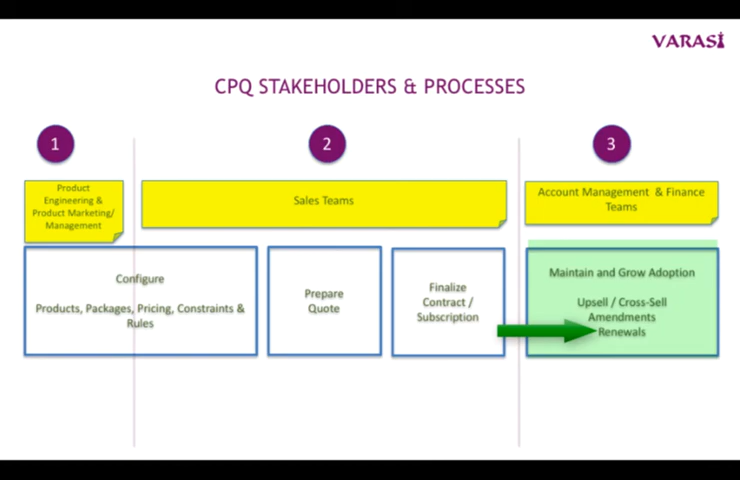 VARASI
CPQ STAKEHOLDERS & PROCESSES
1
2
3
Product
Engineering &
Product Marketing/
Management
Sales Teams
Account Management & Finance
Teams
Configure
Products, Packages, Pricing, Constraints &
Rules
Prepare
Quote
Finalize
Contract /
Subscription
Maintain and Grow Adoption
Upsell / Cross-Sell
Amendments
Renewals